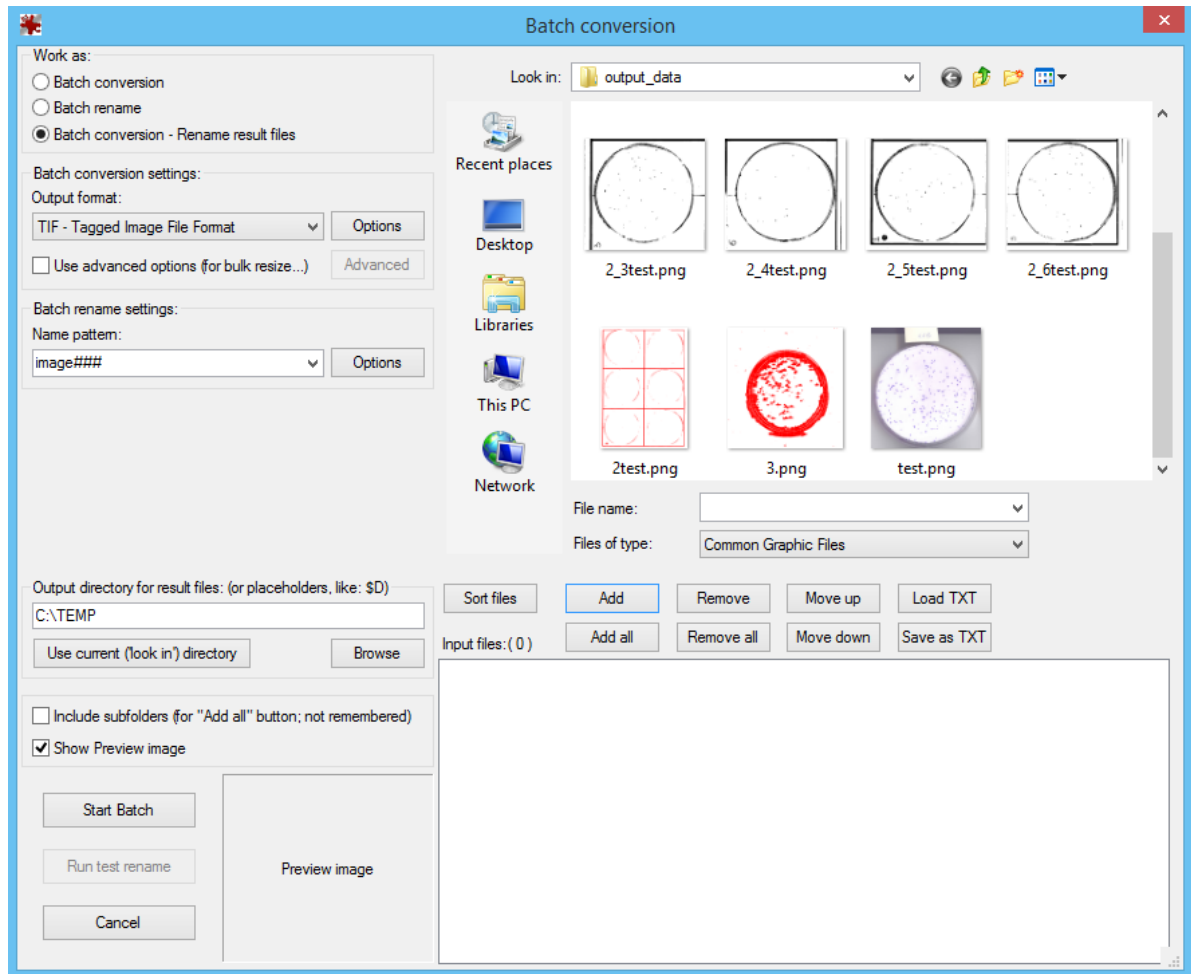 Batch conversion
Work as:
Batch conversion
Batch rename
Batch conversion - Rename result files
Batch conversion settings:
Output format:
TIF - Tagged Image File Format
Options
Use advanced options (for bulk resize...)
Advanced
Batch rename settings:
Name pattern:
image###
Options
Output directory for result files: (or placeholders, like: $D)
C:\TEMP
Use current ('look in') directory
Browse
Include subfolders (for "Add all" button; not remembered)
Show Preview image
Start Batch
Run test rename
Cancel
Preview image
Look in:
output_data
Recent places
Desktop
Libraries
This PC
Network
2_3test.png
2_4test.png
2_5test.png
2_6test.png
2test.png
3.png
test.png
File name:
Files of type:
Common Graphic Files
Sort files
Add
Remove
Move up
Load TXT
Input files:( 0 )
Add all
Remove all
Move down
Save as TXT